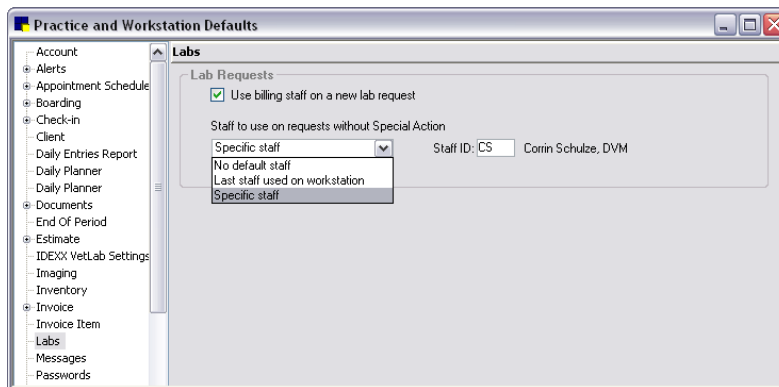 Practice and Workstation Defaults
Account
Alerts
Appointment Schedule
Boarding
Check-in
Client
Daily Entries Report
Daily Planner
Daily Planner
Documents
End Of Period
Estimate
IDEXX VetLab Settings
Imaging
Inventory
Invoice
Invoice Item
Labs
Messages
Passwords
Labs
Lab Requests
Use billing staff on a new lab request
Staff to use on requests without Special Action
Specific staff
Staff ID: CS Corrin Schulze, DVM
No default staff
Last staff used on workstation
Specific staff